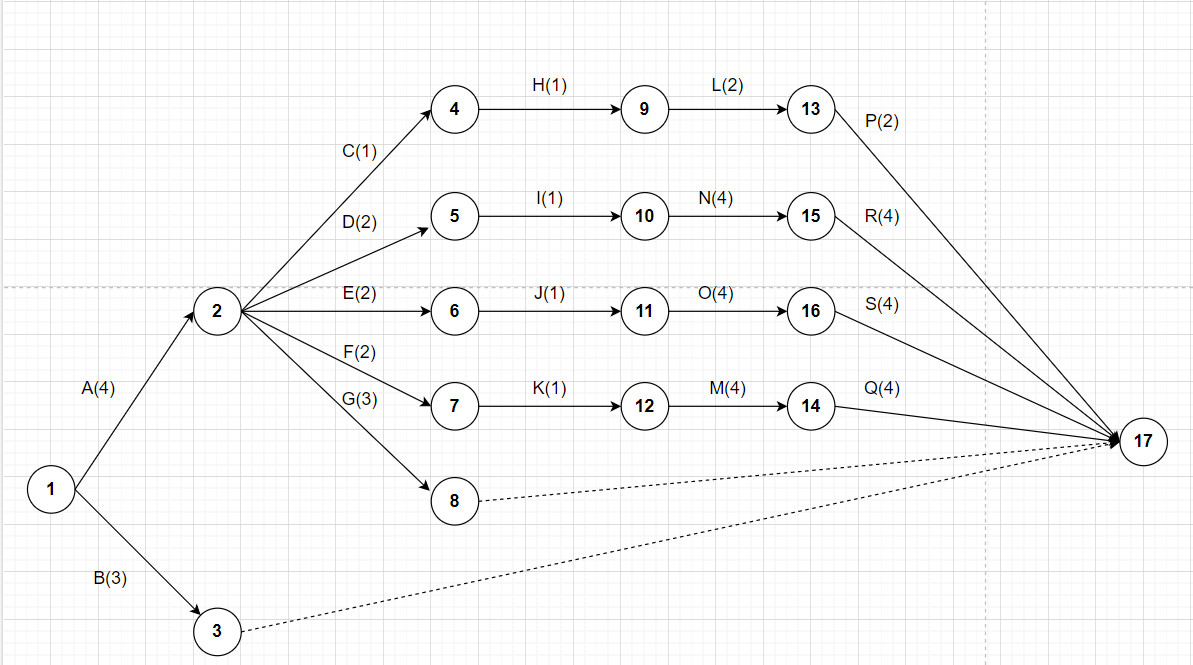 H(1)
L(2)
4
9
13
P(2)
C(1)
I(1)
N(4)
D(2)
5
10
15
R(4)
E(2)
J(1)
O(4)
S(4)
2
6
11
16
F(2)
A(4)
G(3)
K(1)
M(4)
Q(4)
7
12
14
17
1
8
B(3)
3